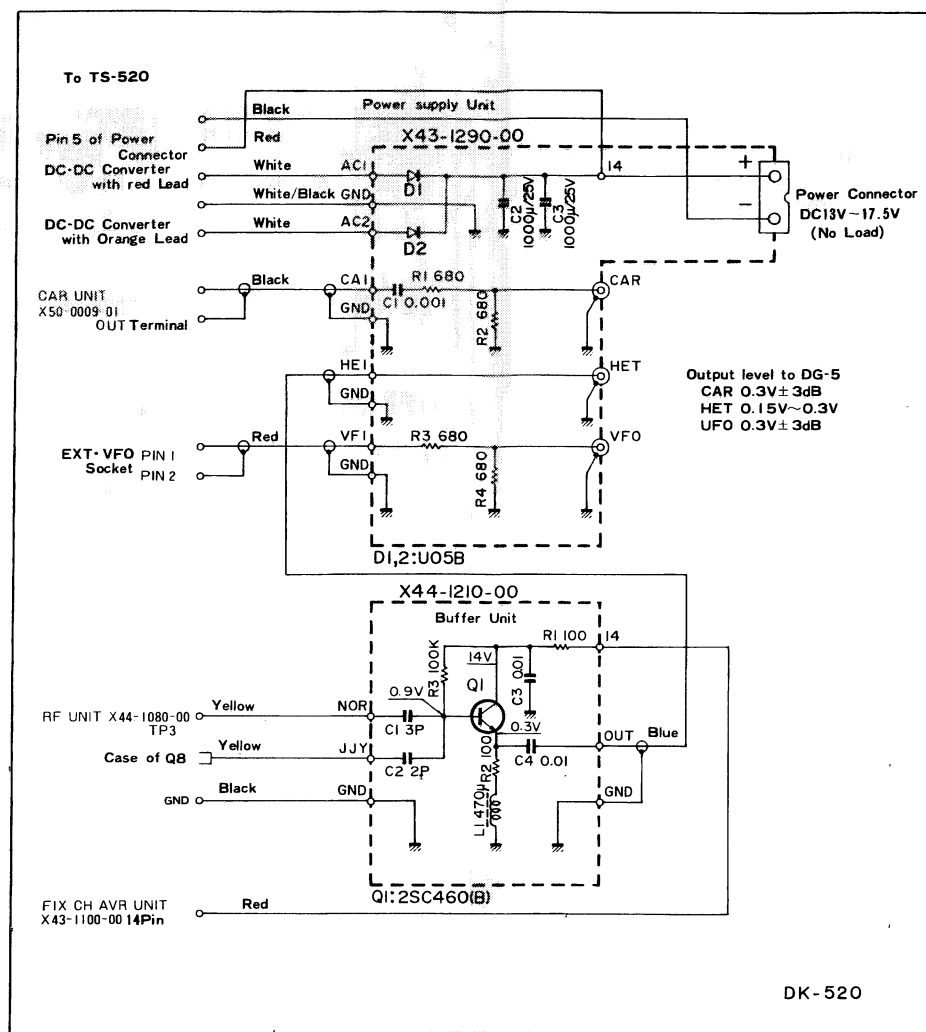 To TS-520
Black
Power supply Unit
Pin 5 of Power
Connector
Red
X43-1290-00
DC-DC Converter
with red Lead
White
AC1
D1
White/Black
GND
DC-DC Converter
with Orange Lead
White
AC2
D2
C2
1000μ/25V
C3
1000μ/25V
14
+
−
Power Connector
DC13V~17.5V
(No Load)
CAR UNIT
X50-0009-01
OUT Terminal
Black
CA1
GND
C1 0.001
R1 680
R2 680
CAR
HE1
GND
HET
Output level to DG-5
CAR 0.3V±3dB
HET 0.15V~0.3V
UFO 0.3V±3dB
EXT·VFO PIN 1
Socket PIN 2
Red
VF1
GND
R3 680
R4 680
VFO
D1,2:U05B
X44-1210-00
Buffer Unit
R1 100
14
R3 100K
14V
C3 0.01
Q1
0.9V
RF UNIT X44-1080-00
TP3
Yellow
NOR
C1 3P
0.3V
Case of Q8
Yellow
JJY
C2 2P
R2 100
C4 0.01
OUT
Blue
GND
Black
GND
L1 470μ
GND
Q1:2SC460(B)
FIX CH AVR UNIT
X43-1100-00 14Pin
Red
DK-520